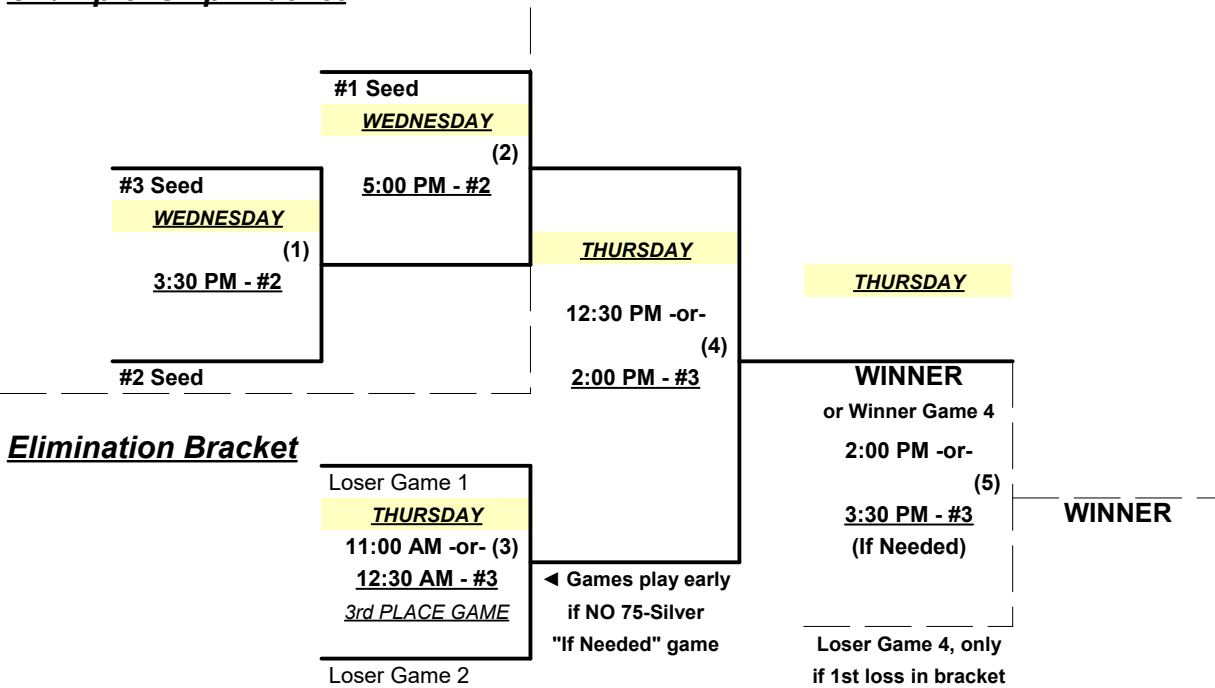 #1 Seed
WEDNESDAY
(2)
5:00 PM - #2
#3 Seed
WEDNESDAY
(1)
3:30 PM - #2
#2 Seed
THURSDAY
12:30 PM -or-
(4)
2:00 PM - #3
THURSDAY
WINNER
or Winner Game 4
2:00 PM -or-
(5)
3:30 PM - #3
(If Needed)
WINNER
Loser Game 4, only
if 1st loss in bracket
Elimination Bracket
Loser Game 1
THURSDAY
11:00 AM -or- (3)
12:30 AM - #3
3rd PLACE GAME
Loser Game 2
◄ Games play early
if NO 75-Silver
"If Needed" game